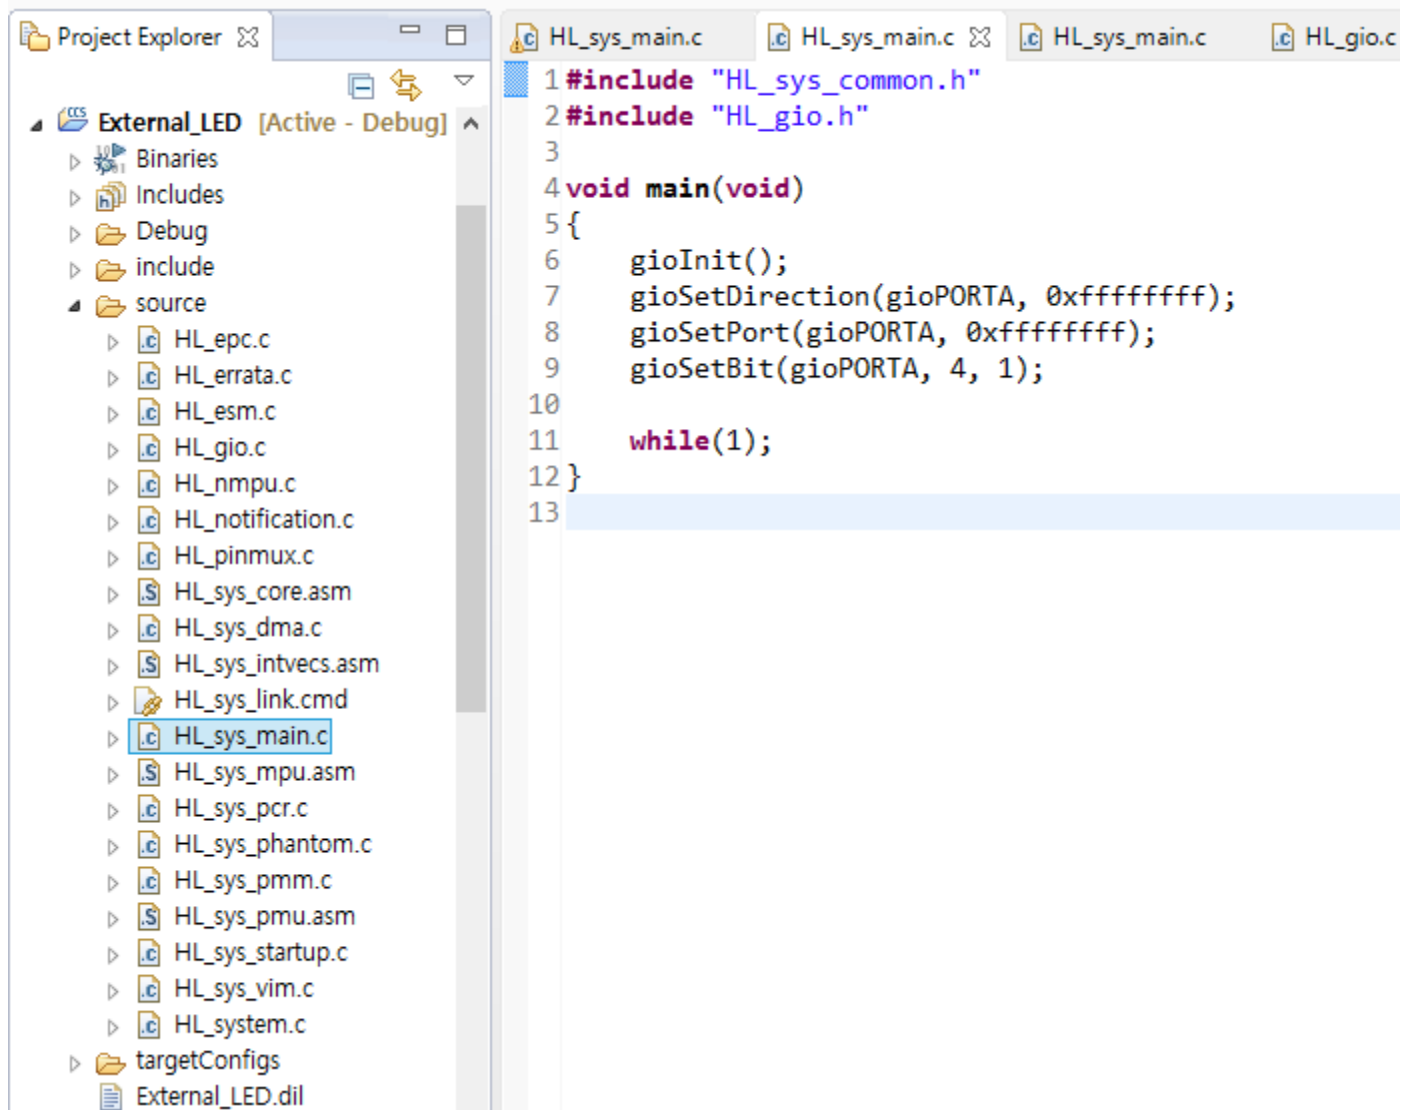 Project Explorer
External_LED [Active - Debug]
Binaries
Includes
Debug
include
source
HL_epc.c
HL_errata.c
HL_esm.c
HL_gio.c
HL_nmpu.c
HL_notification.c
HL_pinmux.c
HL_sys_core.asm
HL_sys_dma.c
HL_sys_intvecs.asm
HL_sys_link.cmd
HL_sys_main.c
HL_sys_mpu.asm
HL_sys_pcr.c
HL_sys_phantom.c
HL_sys_pmm.c
HL_sys_pmu.asm
HL_sys_startup.c
HL_sys_vim.c
HL_system.c
targetConfigs
External_LED.dil
HL_sys_main.c HL_sys_main.c HL_sys_main.c HL_gio.c
1 #include "HL_sys_common.h"
2 #include "HL_gio.h"
3
4 void main(void)
5 {
6 gioInit();
7 gioSetDirection(gioPORTA, 0xffffffff);
8 gioSetPort(gioPORTA, 0xffffffff);
9 gioSetBit(gioPORTA, 4, 1);
10
11 while(1);
12 }
13